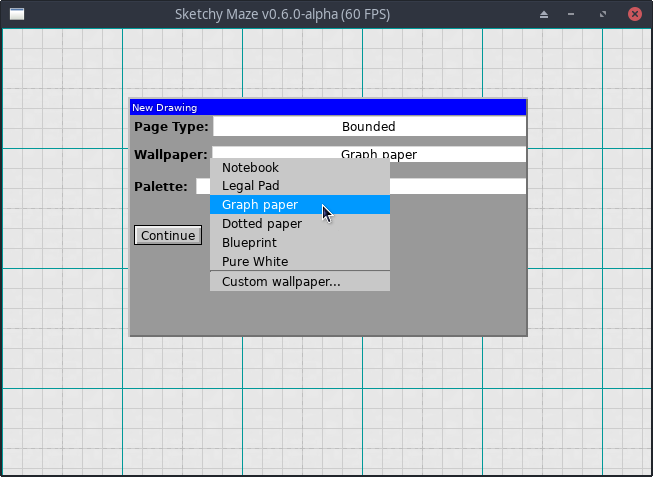 Sketchy Maze v0.6.0-alpha (60 FPS)
New Drawing
Page Type: Bounded
Wallpaper: Graph paper
Notebook
Legal Pad
Palette:
Graph paper
Dotted paper
Continue
Blueprint
Pure White
Custom wallpaper...